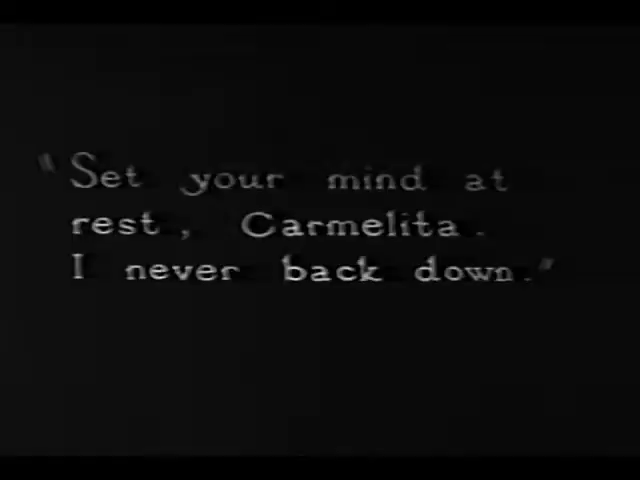 "Set your mind at
rest, Carmelita.
I never back down."